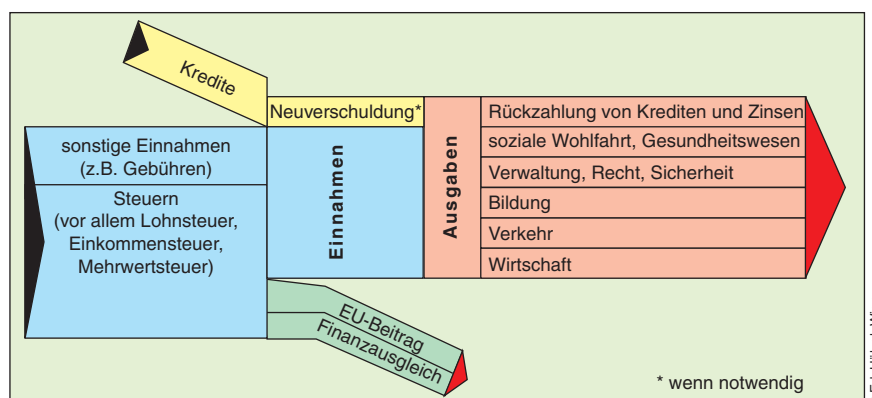 Kredite
Neuverschuldung*
sonstige Einnahmen
(z.B. Gebühren)
Steuern
(vor allem Lohnsteuer,
Einkommensteuer,
Mehrwertsteuer)
Einnahmen
Ausgaben
Rückzahlung von Krediten und Zinsen
soziale Wohlfahrt, Gesundheitswesen
Verwaltung, Recht, Sicherheit
Bildung
Verkehr
Wirtschaft
EU-Beitrag
Finanzausgleich
* wenn notwendig